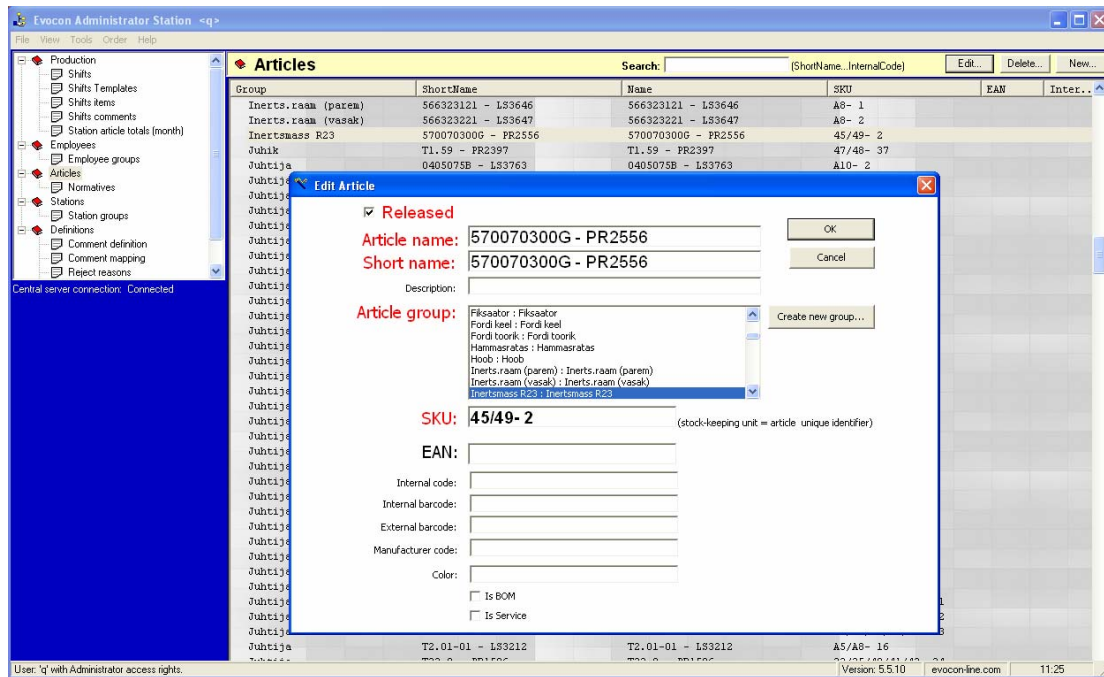 Evocon Administrator Station <q>
File View Tools Order Help
Production
Shifts
Shifts Templates
Shifts items
Shifts comments
Station article totals (month)
Employees
Employee groups
Articles
Normatives
Stations
Station groups
Definitions
Comment definition
Comment mapping
Reject reasons
Central server connection: Connected
Articles Search: (ShortName...InternalCode) Edit... Delete... New...
Group ShortName Name SKU EAN Inter..
Inerts.raam (parem) 566323121 - LS3646 566323121 - LS3646 A8- 1
Inerts.raam (vasak) 566323221 - LS3647 566323221 - LS3647 A8- 2
Inertsmass R23 570070300G - PR2556 570070300G - PR2556 45/49- 2
Juhik T1.59 - PR2397 T1.59 - PR2397 47/48- 37
Juhtija 0405075B - LS3763 0405075B - LS3763 A10- 2
Edit Article
Released
Article name: 570070300G - PR2556
Short name: 570070300G - PR2556
Description:
Article group:
Fiksaator : Fiksaator
Fordi keel : Fordi keel
Fordi toorik : Fordi toorik
Hammasratas : Hammasratas
Hoob : Hoob
Inerts.raam (parem) : Inerts.raam (parem)
Inerts.raam (vasak) : Inerts.raam (vasak)
Inertsmass R23 : Inertsmass R23
OK
Cancel
Create new group...
SKU: 45/49- 2 (stock-keeping unit = article unique identifier)
EAN:
Internal code:
Internal barcode:
External barcode:
Manufacturer code:
Color:
Is BOM
Is Service
Juhtija T2.01-01 - LS3212 T2.01-01 - LS3212 A5/A8- 16
User: 'q' with Administrator access rights. Version: 5.5.10 evocon-line.com 11:25